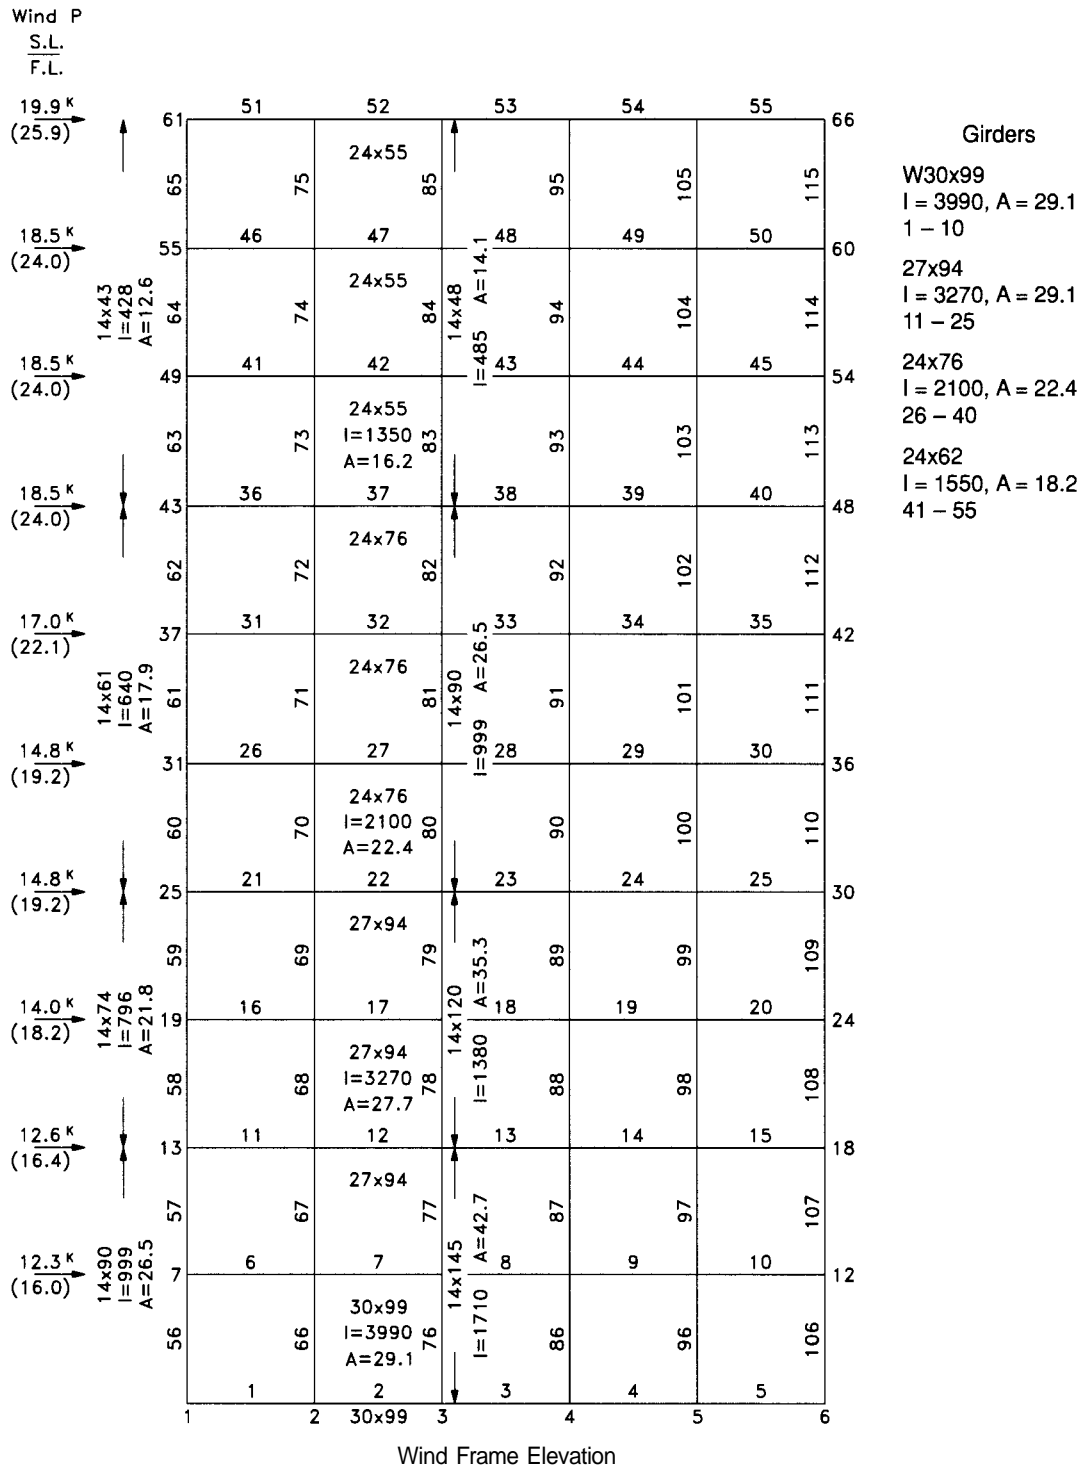 Wind P
S.L.
F.L.
19.9 K
(25.9)
61
51
52
53
54
55
66
24x55
65
75
85
95
105
115
18.5 K
(24.0)
55
46
47
48
49
50
60
24x55
14x43
I=428
A=12.6
64
74
84
14x48
I=485 A=14.1
94
104
114
18.5 K
(24.0)
49
41
42
43
44
45
54
24x55
I=1350
A=16.2
63
73
83
93
103
113
18.5 K
(24.0)
43
36
37
38
39
40
48
24x76
62
72
82
92
102
112
17.0 K
(22.1)
37
31
32
33
34
35
42
24x76
14x61
I=640
A=17.9
61
71
81
14x90
I=999 A=26.5
91
101
111
14.8 K
(19.2)
31
26
27
28
29
30
36
24x76
I=2100
A=22.4
60
70
80
90
100
110
14.8 K
(19.2)
25
21
22
23
24
25
30
27x94
59
69
79
89
99
109
14.0 K
(18.2)
14x74
I=796
A=21.8
19
16
17
14x120
I=1380 A=35.3
18
19
20
24
27x94
I=3270
A=27.7
58
68
78
88
98
108
12.6 K
(16.4)
13
11
12
13
14
15
18
27x94
57
67
77
87
97
107
12.3 K
(16.0)
14x90
I=999
A=26.5
7
6
7
14x145
I=1710 A=42.7
8
9
10
12
30x99
I=3990
A=29.1
56
66
76
86
96
106
1
2
3
4
5
1
2
30x99
3
4
5
6
Wind Frame Elevation
Girders
W30x99
I = 3990, A = 29.1
1 – 10
27x94
I = 3270, A = 29.1
11 – 25
24x76
I = 2100, A = 22.4
26 – 40
24x62
I = 1550, A = 18.2
41 – 55